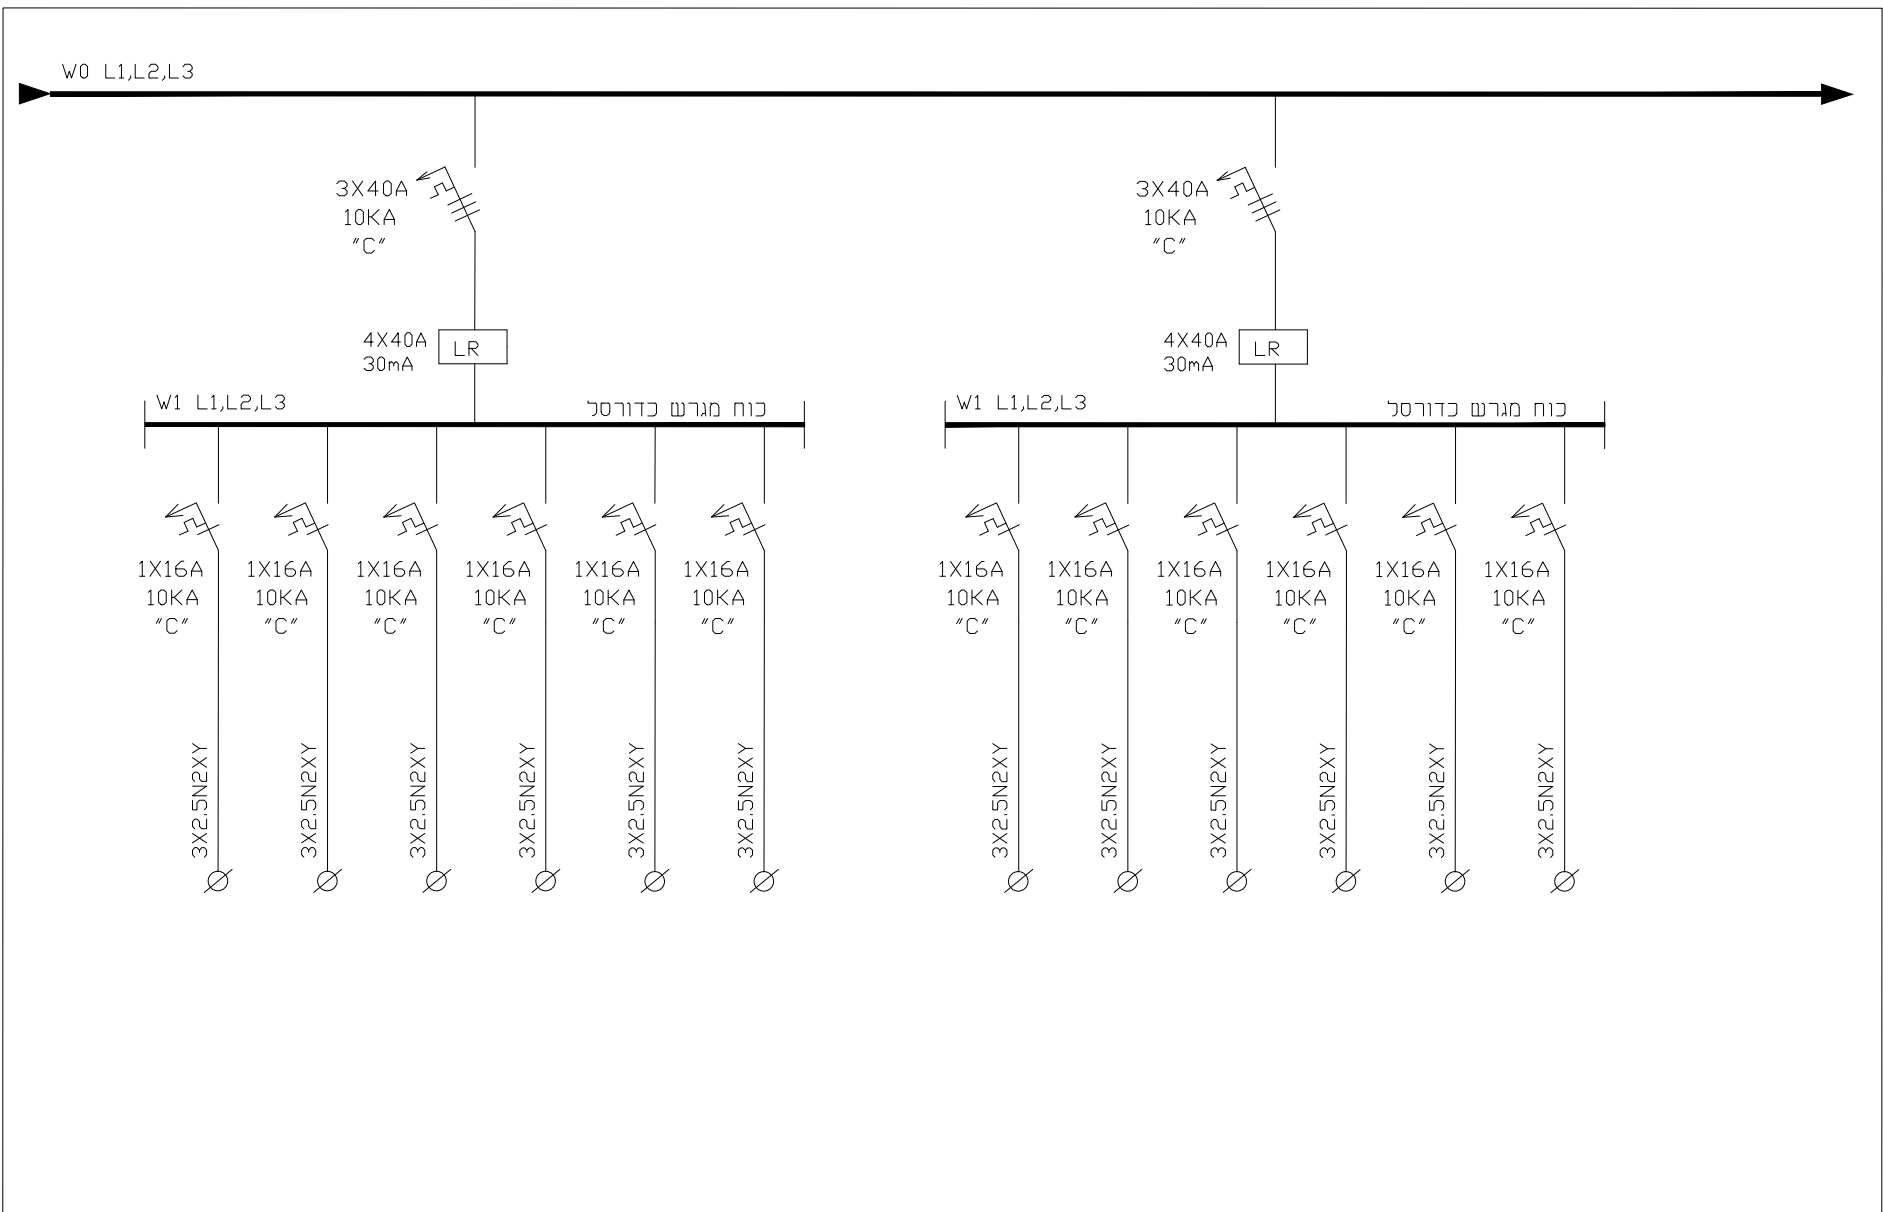 W0 L1,L2,L3
3X40A
10KA
"C"
3X40A
10KA
"C"
4X40A
30mA
LR
4X40A
30mA
LR
W1 L1,L2,L3
כוח מגרש כדורסל
W1 L1,L2,L3
כוח מגרש כדורסל
1X16A
10KA
"C"
1X16A
10KA
"C"
1X16A
10KA
"C"
1X16A
10KA
"C"
1X16A
10KA
"C"
1X16A
10KA
"C"
1X16A
10KA
"C"
1X16A
10KA
"C"
1X16A
10KA
"C"
1X16A
10KA
"C"
1X16A
10KA
"C"
1X16A
10KA
"C"
3X2.5N2XY
3X2.5N2XY
3X2.5N2XY
3X2.5N2XY
3X2.5N2XY
3X2.5N2XY
3X2.5N2XY
3X2.5N2XY
3X2.5N2XY
3X2.5N2XY
3X2.5N2XY
3X2.5N2XY